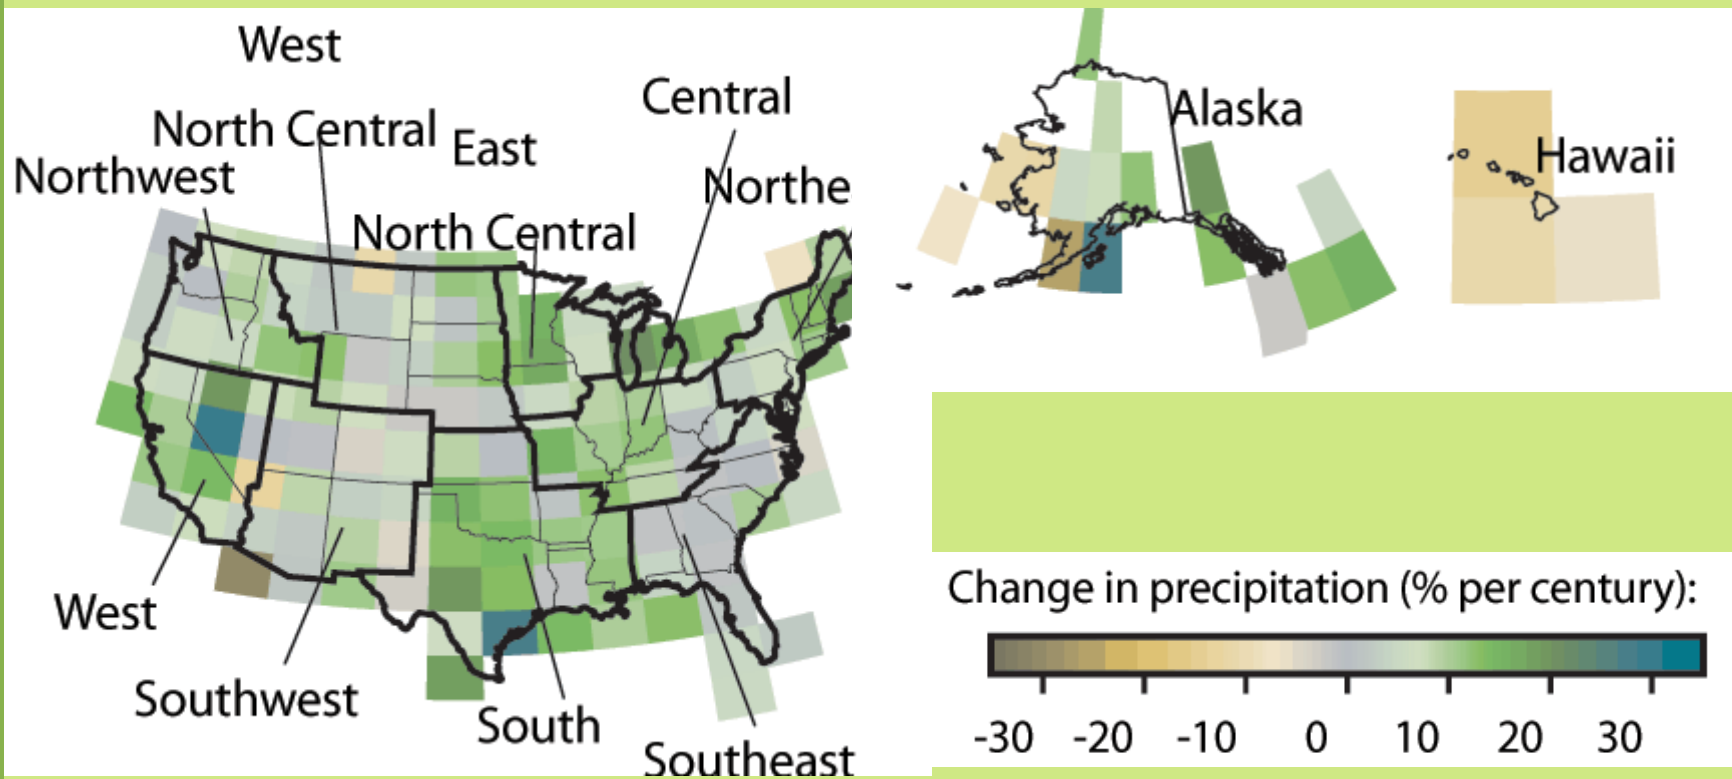 West
North Central
East
Central
Northwest
Northe
North Central
Alaska
Hawaii
West
Southwest
South
Southeast
Change in precipitation (% per century):
-30 -20 -10 0 10 20 30